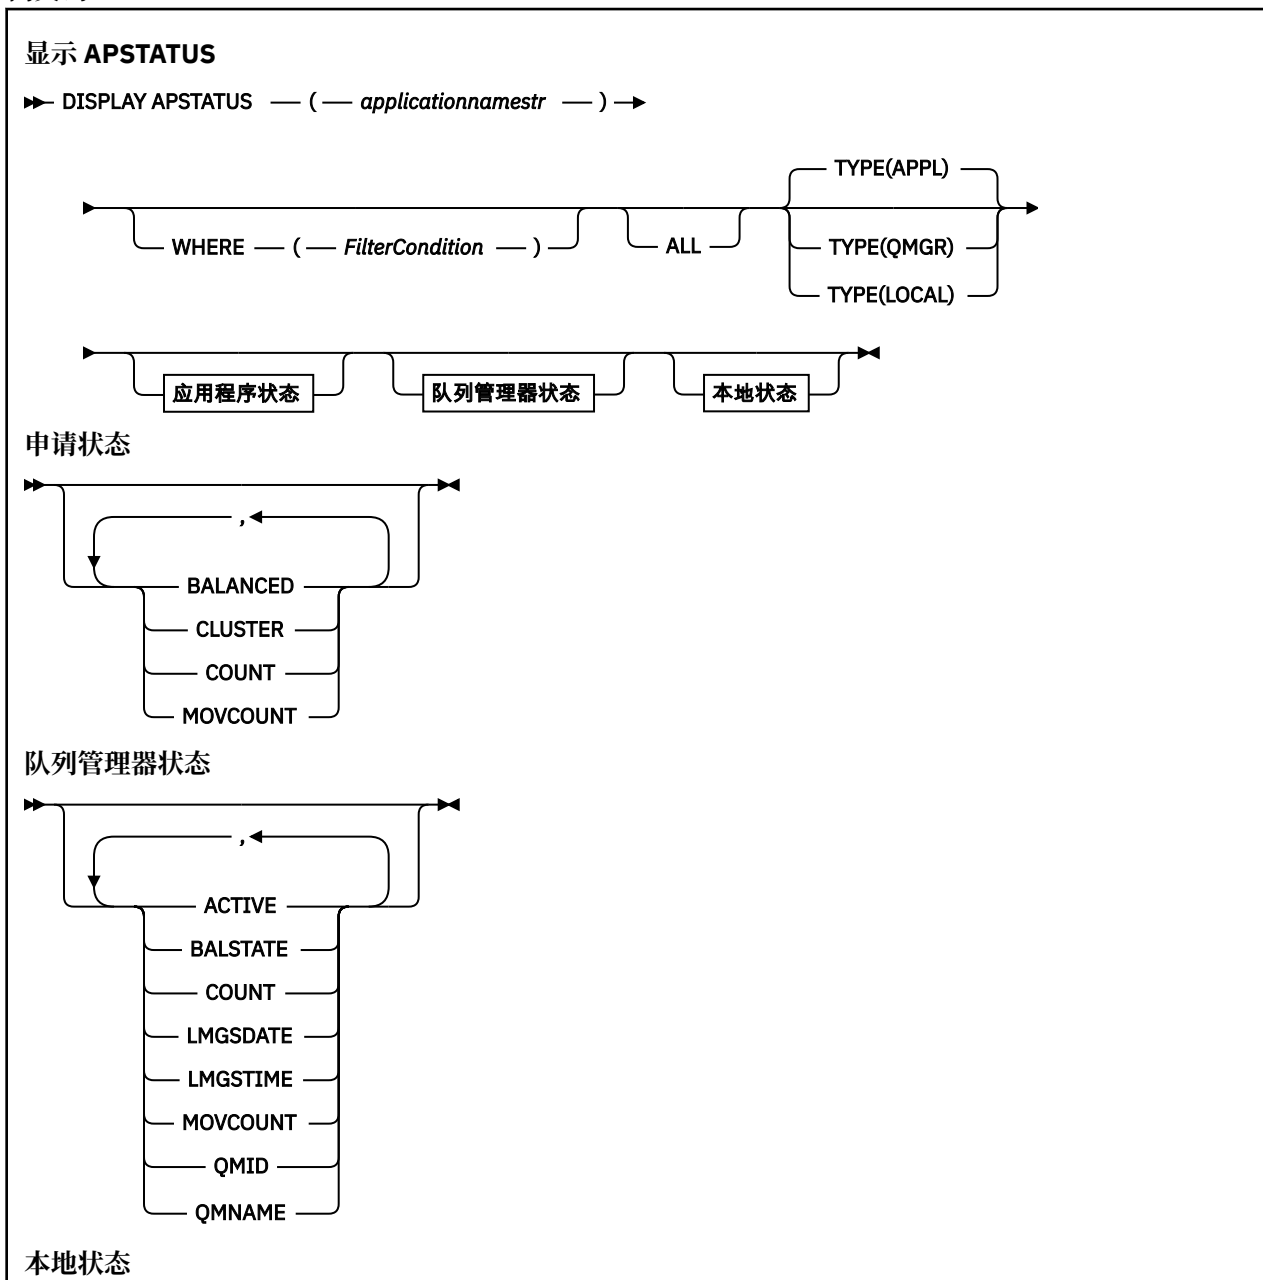 显示 APSTATUS
DISPLAY APSTATUS ( applicationnamestr )
TYPE(APPL)
WHERE ( FilterCondition ) ALL TYPE(QMGR)
TYPE(LOCAL)
应用程序状态 队列管理器状态 本地状态
申请状态
,
BALANCED
CLUSTER
COUNT
MOVCOUNT
队列管理器状态
,
ACTIVE
BALSTATE
COUNT
LMGSDATE
LMGSTIME
MOVCOUNT
QMID
QMNAME
本地状态